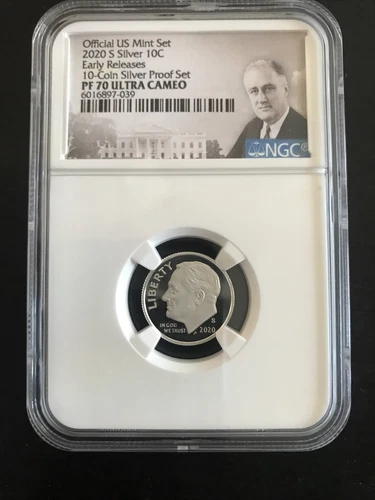 Official US Mint Set
2020 S Silver 10C
Early Releases
10-Coin Silver Proof Set
PF 70 ULTRA CAMEO
6016897-039
NGC
LIBERTY
IN GOD
WE TRUST
S
2020